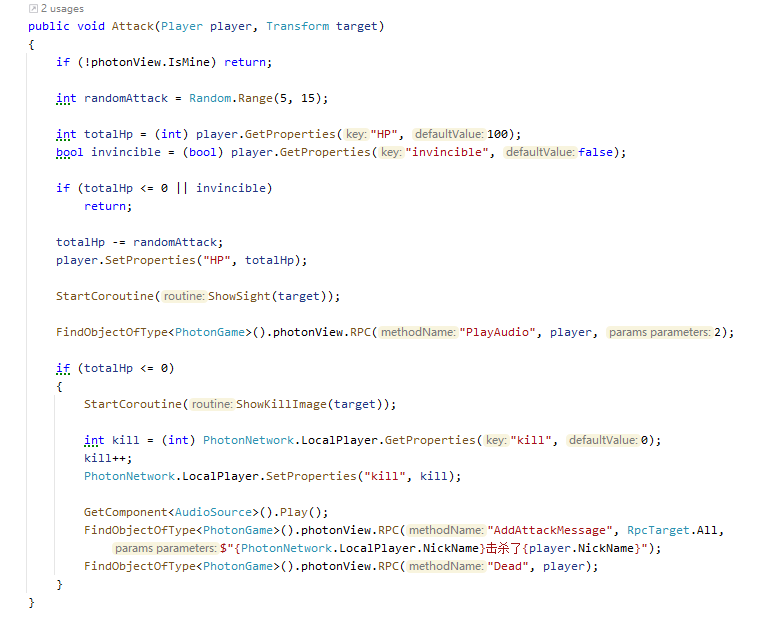 2 usages
public void Attack(Player player, Transform target)
{
    if (!photonView.IsMine) return;

    int randomAttack = Random.Range(5, 15);

    int totalHp = (int) player.GetProperties( key: "HP", defaultValue: 100);
    bool invincible = (bool) player.GetProperties( key: "invincible", defaultValue: false);

    if (totalHp <= 0 || invincible)
        return;

    totalHp -= randomAttack;
    player.SetProperties("HP", totalHp);

    StartCoroutine( routine: ShowSight(target));

    FindObjectOfType<PhotonGame>().photonView.RPC( methodName: "PlayAudio", player, params parameters: 2);

    if (totalHp <= 0)
    {
        StartCoroutine( routine: ShowKillImage(target));

        int kill = (int) PhotonNetwork.LocalPlayer.GetProperties( key: "kill", defaultValue: 0);
        kill++;
        PhotonNetwork.LocalPlayer.SetProperties("kill", kill);

        GetComponent<AudioSource>().Play();
        FindObjectOfType<PhotonGame>().photonView.RPC( methodName: "AddAttackMessage", RpcTarget.All,
            params parameters: $"{PhotonNetwork.LocalPlayer.NickName}击杀了{player.NickName}");
        FindObjectOfType<PhotonGame>().photonView.RPC( methodName: "Dead", player);
    }
}